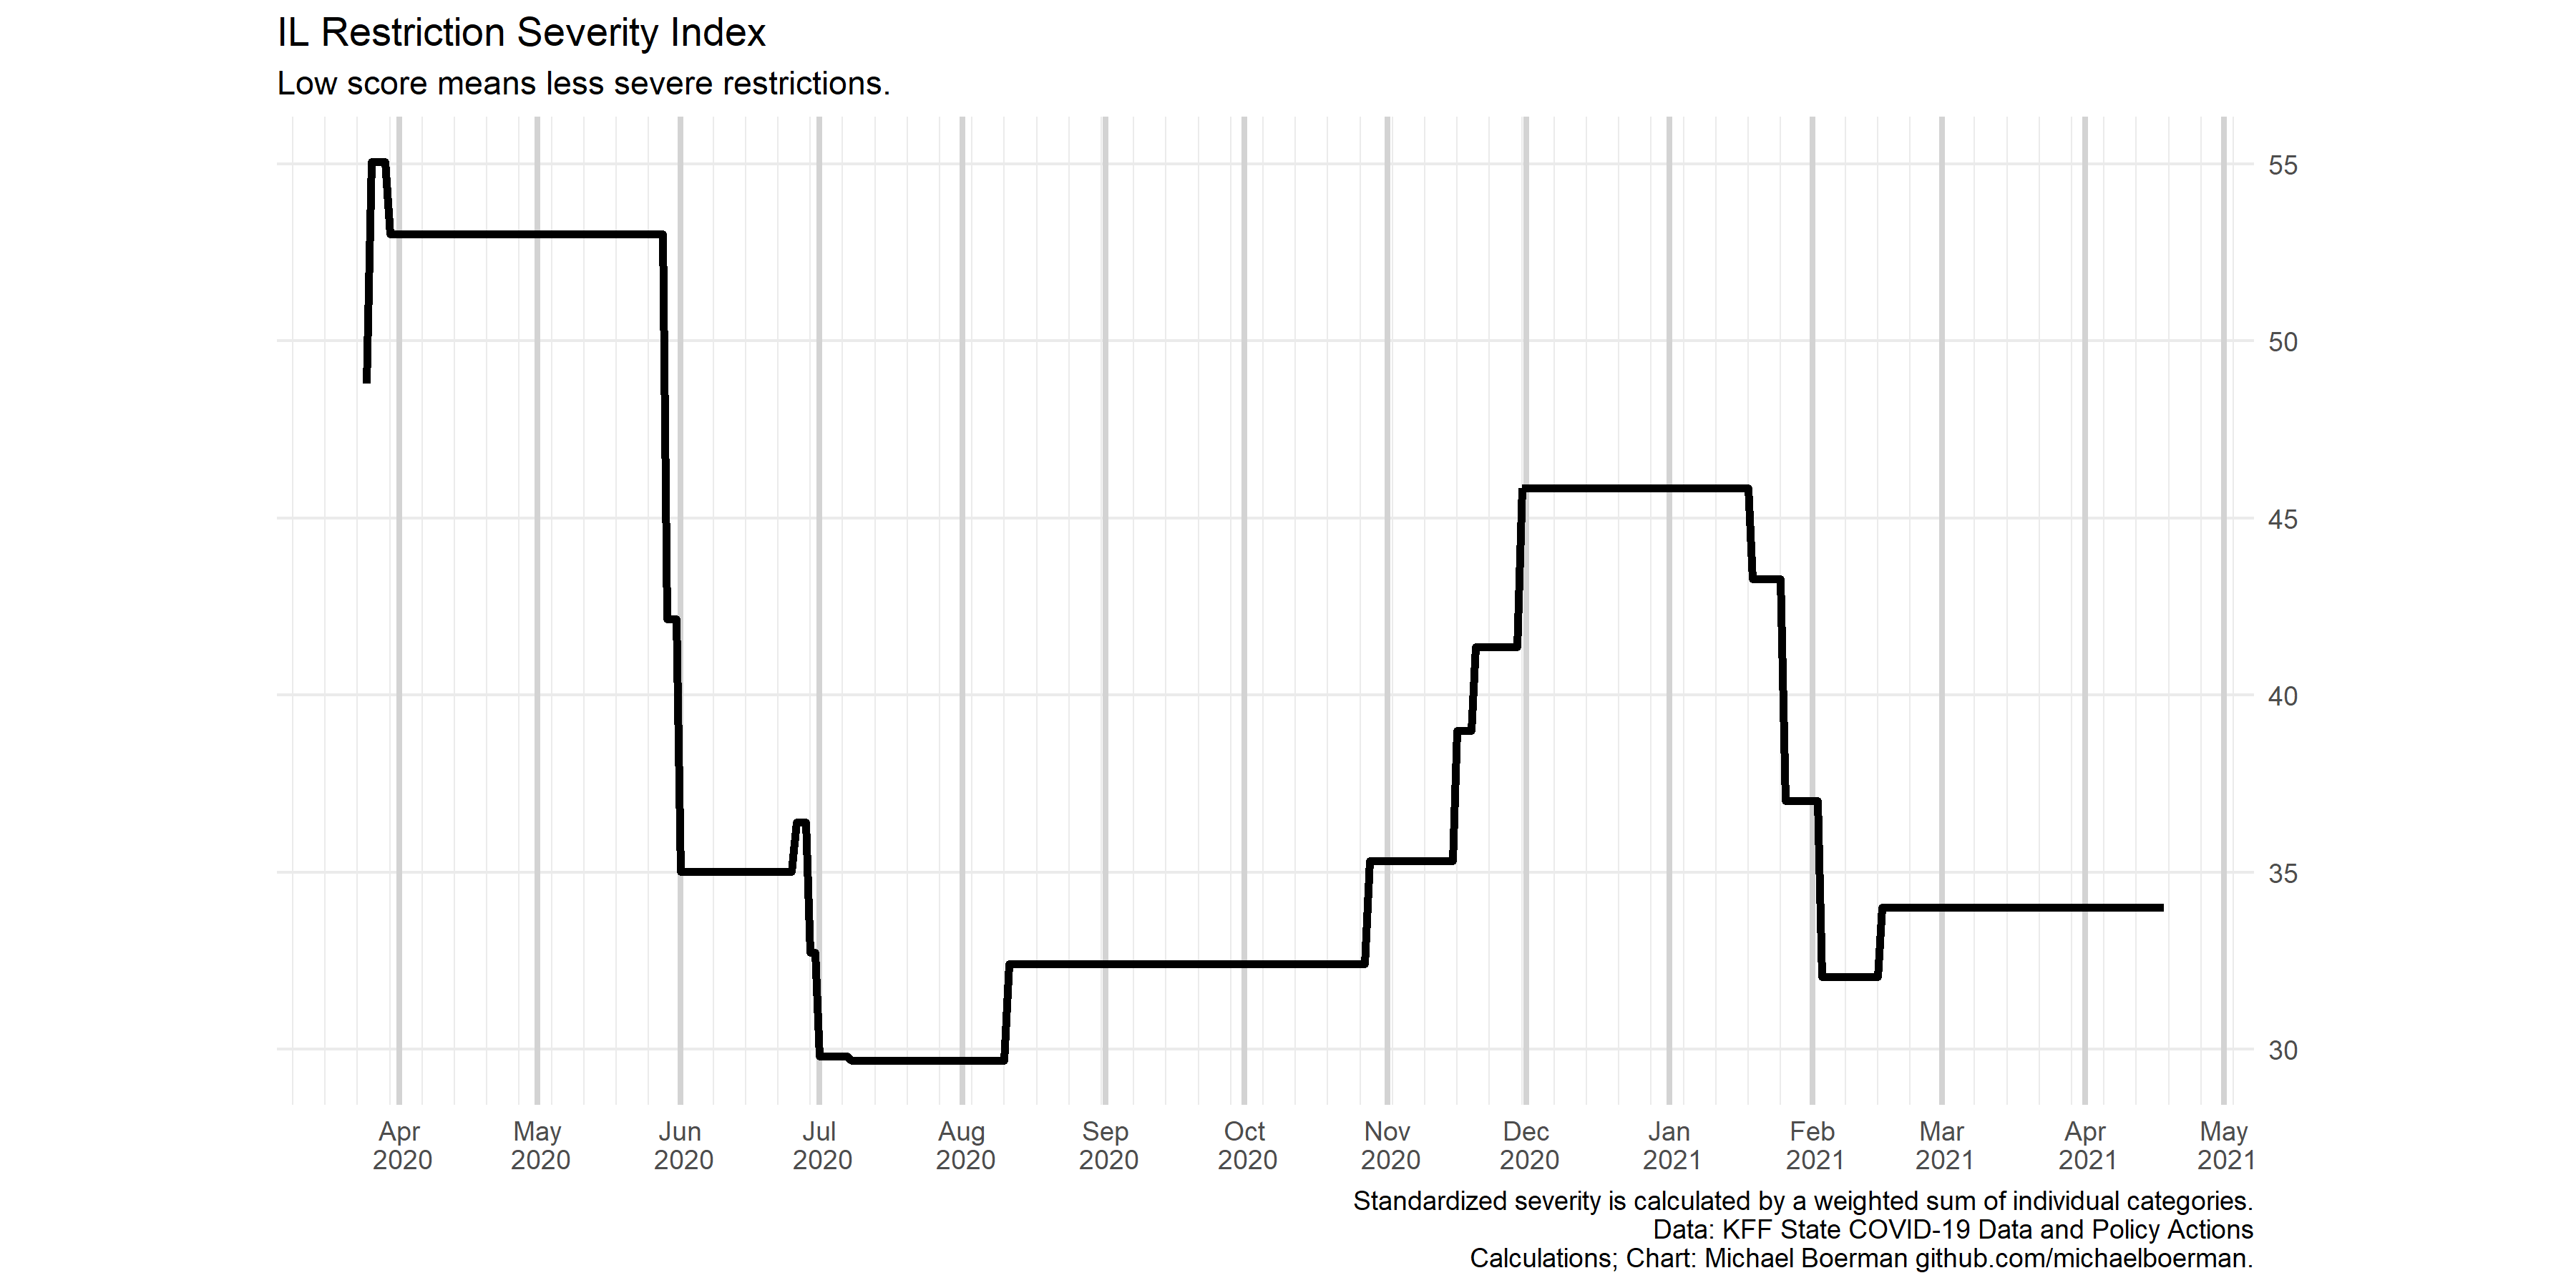 IL Restriction Severity Index
Low score means less severe restrictions.
55
50
45
40
35
30
Apr May Jun Jul Aug Sep Oct Nov Dec Jan Feb Mar Apr May
2020 2020 2020 2020 2020 2020 2020 2020 2020 2021 2021 2021 2021 2021
Standardized severity is calculated by a weighted sum of individual categories.
Data: KFF State COVID-19 Data and Policy Actions
Calculations; Chart: Michael Boerman github.com/michaelboerman.